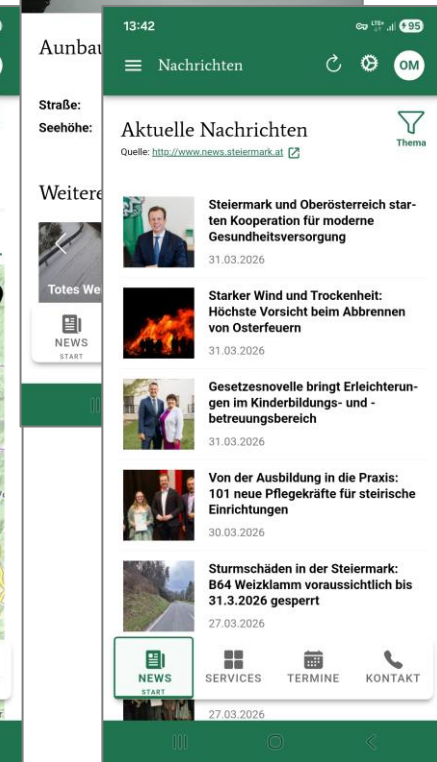 Aunbau
Straße:
Seehöhe:
Weitere
Totes We
NEWS
START
13:42
LTE+
95
Nachrichten
OM
Aktuelle Nachrichten
Thema
Quelle: http://www.news.steiermark.at
Steiermark und Oberösterreich star-
ten Kooperation für moderne
Gesundheitsversorgung
31.03.2026
Starker Wind und Trockenheit:
Höchste Vorsicht beim Abbrennen
von Osterfeuern
31.03.2026
Gesetzesnovelle bringt Erleichterun-
gen im Kinderbildungs- und -
betreuungsbereich
31.03.2026
Von der Ausbildung in die Praxis:
101 neue Pflegekräfte für steirische
Einrichtungen
30.03.2026
Sturmschäden in der Steiermark:
B64 Weizklamm voraussichtlich bis
31.3.2026 gesperrt
27.03.2026
NEWS
START
SERVICES
TERMINE
KONTAKT
27.03.2026